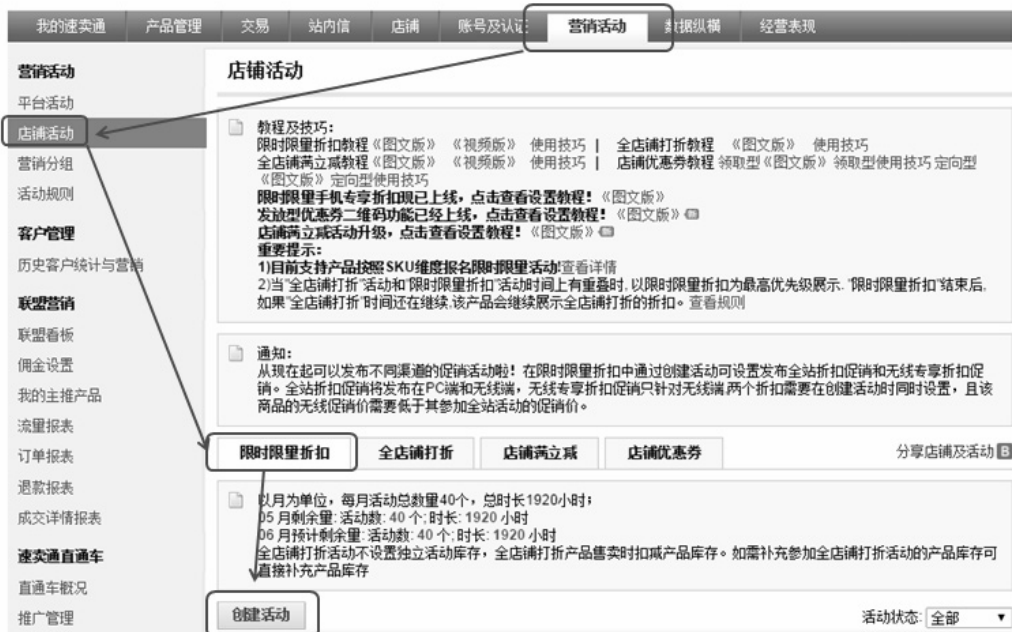 我的速卖通 产品管理 交易 站内信 店铺 账号及认证 营销活动 数据纵横 经营表现
营销活动
平台活动
店铺活动
营销分组
活动规则
客户管理
历史客户统计与营销
联盟营销
联盟看板
佣金设置
我的主推产品
流量报表
订单报表
退款报表
成交详情报表
速卖通直通车
直通车概况
推广管理
店铺活动
教程及技巧：
限时限量折扣教程《图文版》 《视频版》 使用技巧 | 全店铺打折教程 《图文版》 使用技巧
全店铺满立减教程《图文版》 《视频版》 使用技巧 | 店铺优惠券教程 领取型《图文版》领取型使用技巧 定向型
《图文版》定向型使用技巧
限时限量手机专享折扣现已上线，点击查看设置教程！《图文版》
发放型优惠券二维码功能已经上线，点击查看设置教程！《图文版》
店铺满立减活动升级，点击查看设置教程！《图文版》
重要提示：
1)目前支持产品按照SKU维度报名限时限量活动!查看详情
2)当"全店铺打折"活动和"限时限量折扣"活动时间上有重叠时, 以限时限量折扣为最高优先级展示. "限时限量折扣"结束后,
如果"全店铺打折"时间还在继续,该产品会继续展示全店铺打折的折扣。查看规则
通知：
从现在起可以发布不同渠道的促销活动啦！在限时限量折扣中通过创建活动可设置发布全站折扣促销和无线专享折扣促
销。全站折扣促销将发布在PC端和无线端，无线专享折扣促销只针对无线端,两个折扣需要在创建活动时同时设置，且该
商品的无线促销价需要低于其参加全站活动的促销价。
限时限量折扣 全店铺打折 店铺满立减 店铺优惠券 分享店铺及活动 B
以月为单位，每月活动总数量40个，总时长1920小时；
05 月剩余量: 活动数: 40 个; 时长: 1920 小时
06 月预计剩余量: 活动数: 40 个; 时长: 1920 小时
全店铺打折活动不设置独立活动库存，全店铺打折产品售卖时扣减产品库存。如需补充参加全店铺打折活动的产品库存可
直接补充产品库存
创建活动 活动状态: 全部